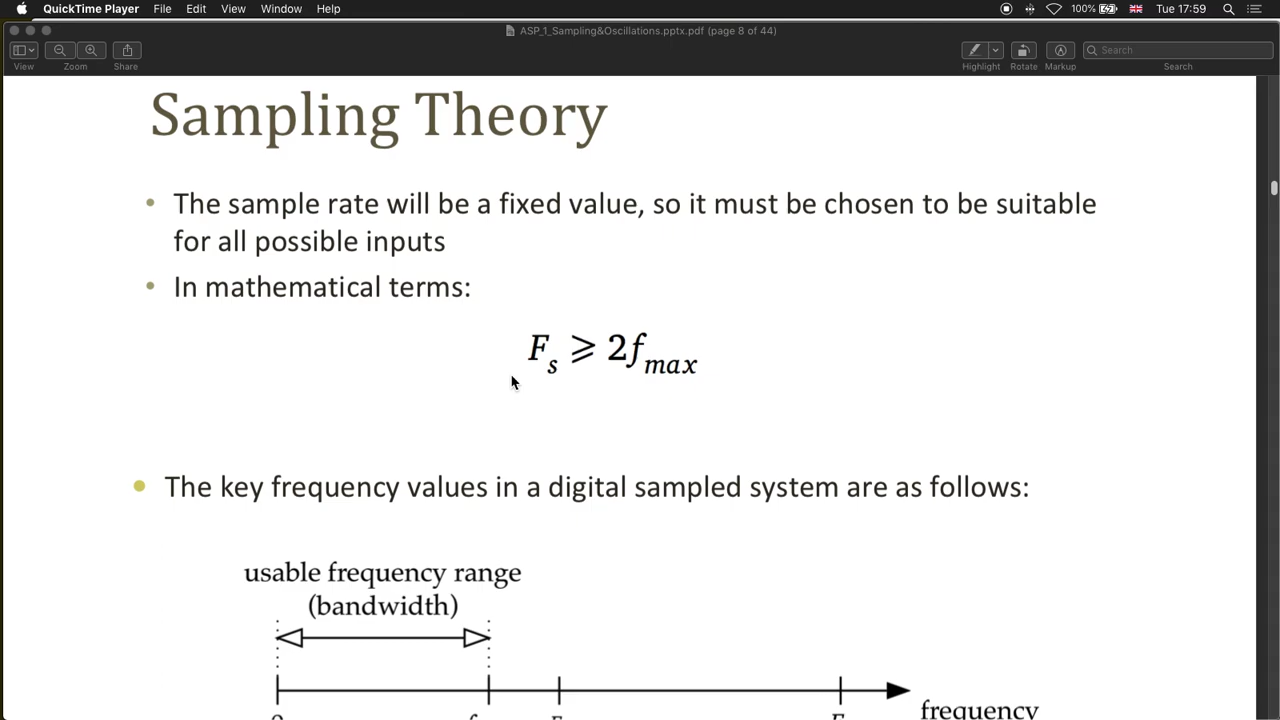 QuickTime Player File Edit View Window Help 100% Tue 17:59
ASP_1_Sampling&Oscillations.pptx.pdf (page 8 of 44)
Search
View Zoom Share Highlight Rotate Markup Search
Sampling Theory
• The sample rate will be a fixed value, so it must be chosen to be suitable
for all possible inputs
• In mathematical terms:
F_s ⩾ 2f_max
• The key frequency values in a digital sampled system are as follows:
usable frequency range
(bandwidth)
frequency